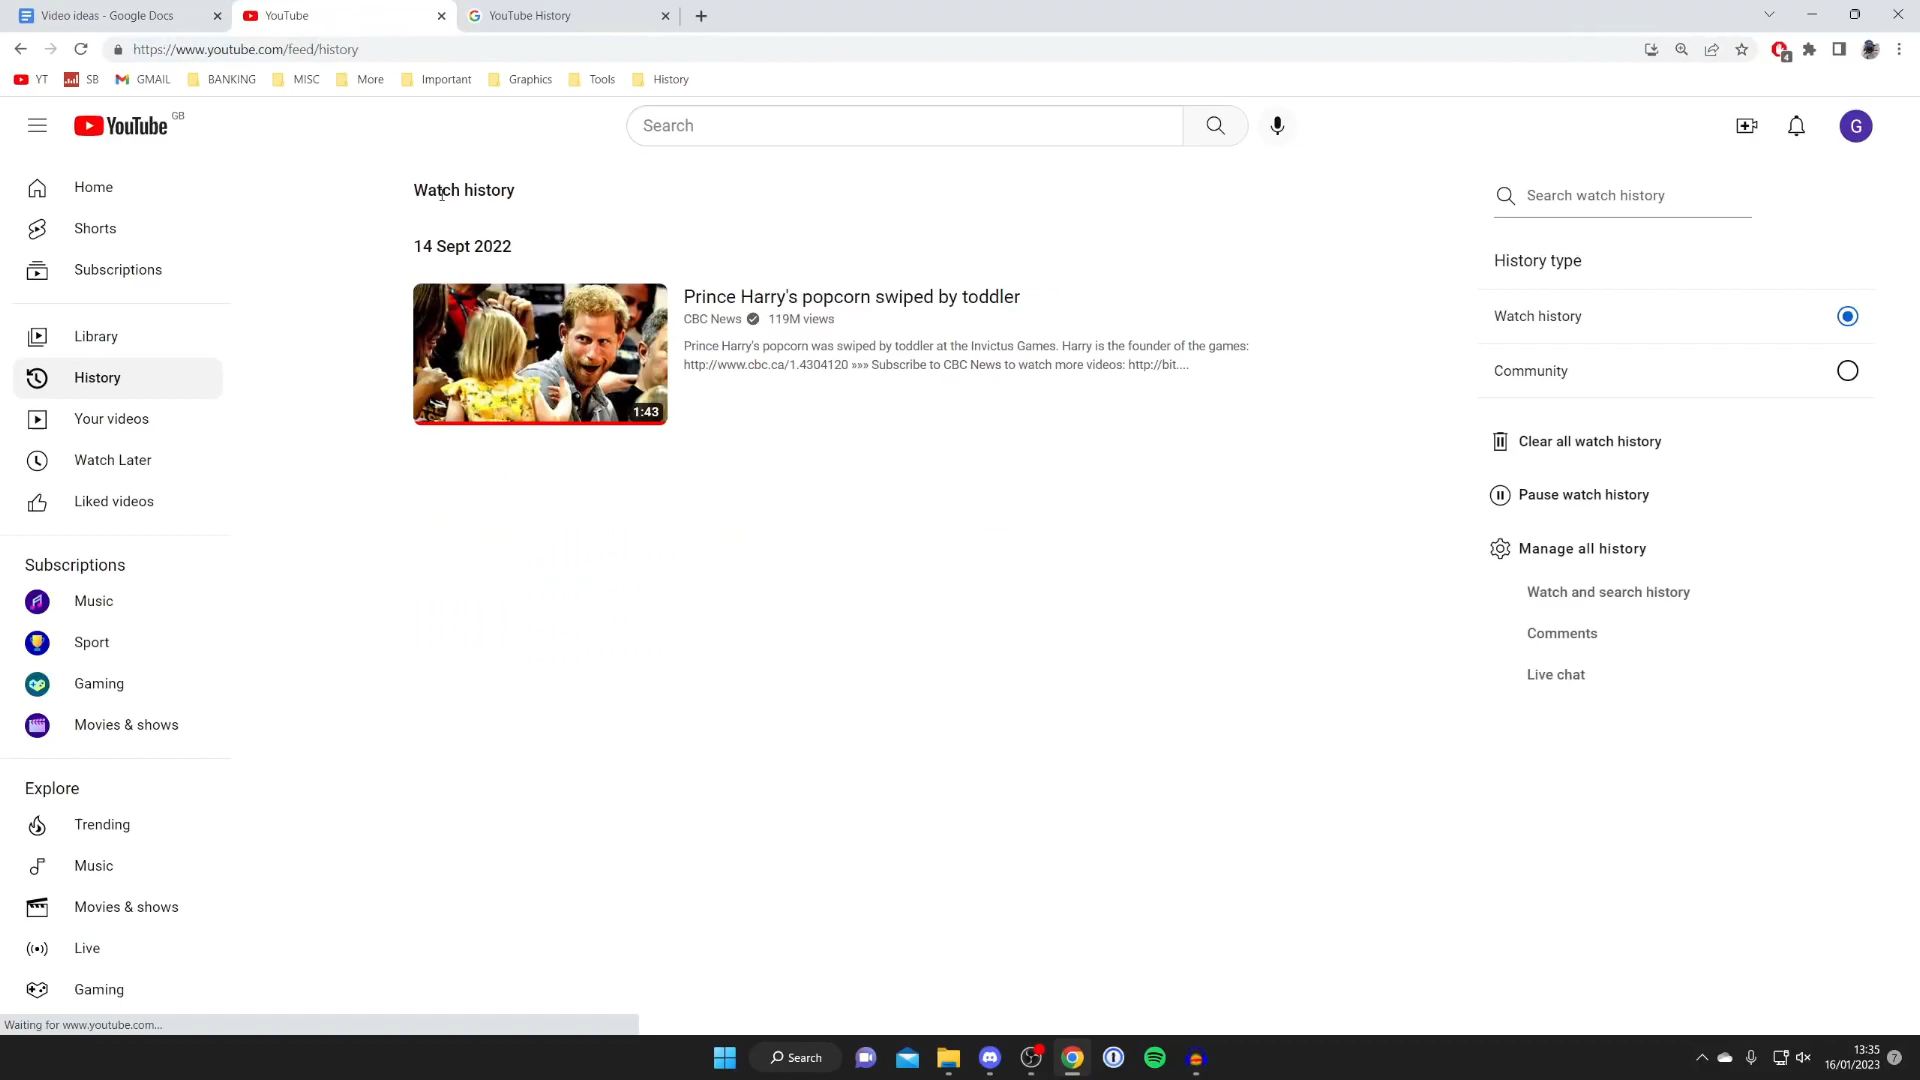 Video ideas - Google Docs
YouTube
YouTube History
https://www.youtube.com/feed/history
4
YT
SB
GMAIL
BANKING
MISC
More
Important
Graphics
Tools
History
YouTube GB
Search
G
Home
Shorts
Subscriptions
Library
History
Your videos
Watch Later
Liked videos
Subscriptions
Music
Sport
Gaming
Movies & shows
Explore
Trending
Music
Movies & shows
Live
Gaming
Watch history
14 Sept 2022
1:43
Prince Harry's popcorn swiped by toddler
CBC News 119M views
Prince Harry's popcorn was swiped by toddler at the Invictus Games. Harry is the founder of the games:
http://www.cbc.ca/1.4304120 »»» Subscribe to CBC News to watch more videos: http://bit....
Search watch history
History type
Watch history
Community
Clear all watch history
Pause watch history
Manage all history
Watch and search history
Comments
Live chat
Waiting for www.youtube.com...
Search
13:35
16/01/2023
7